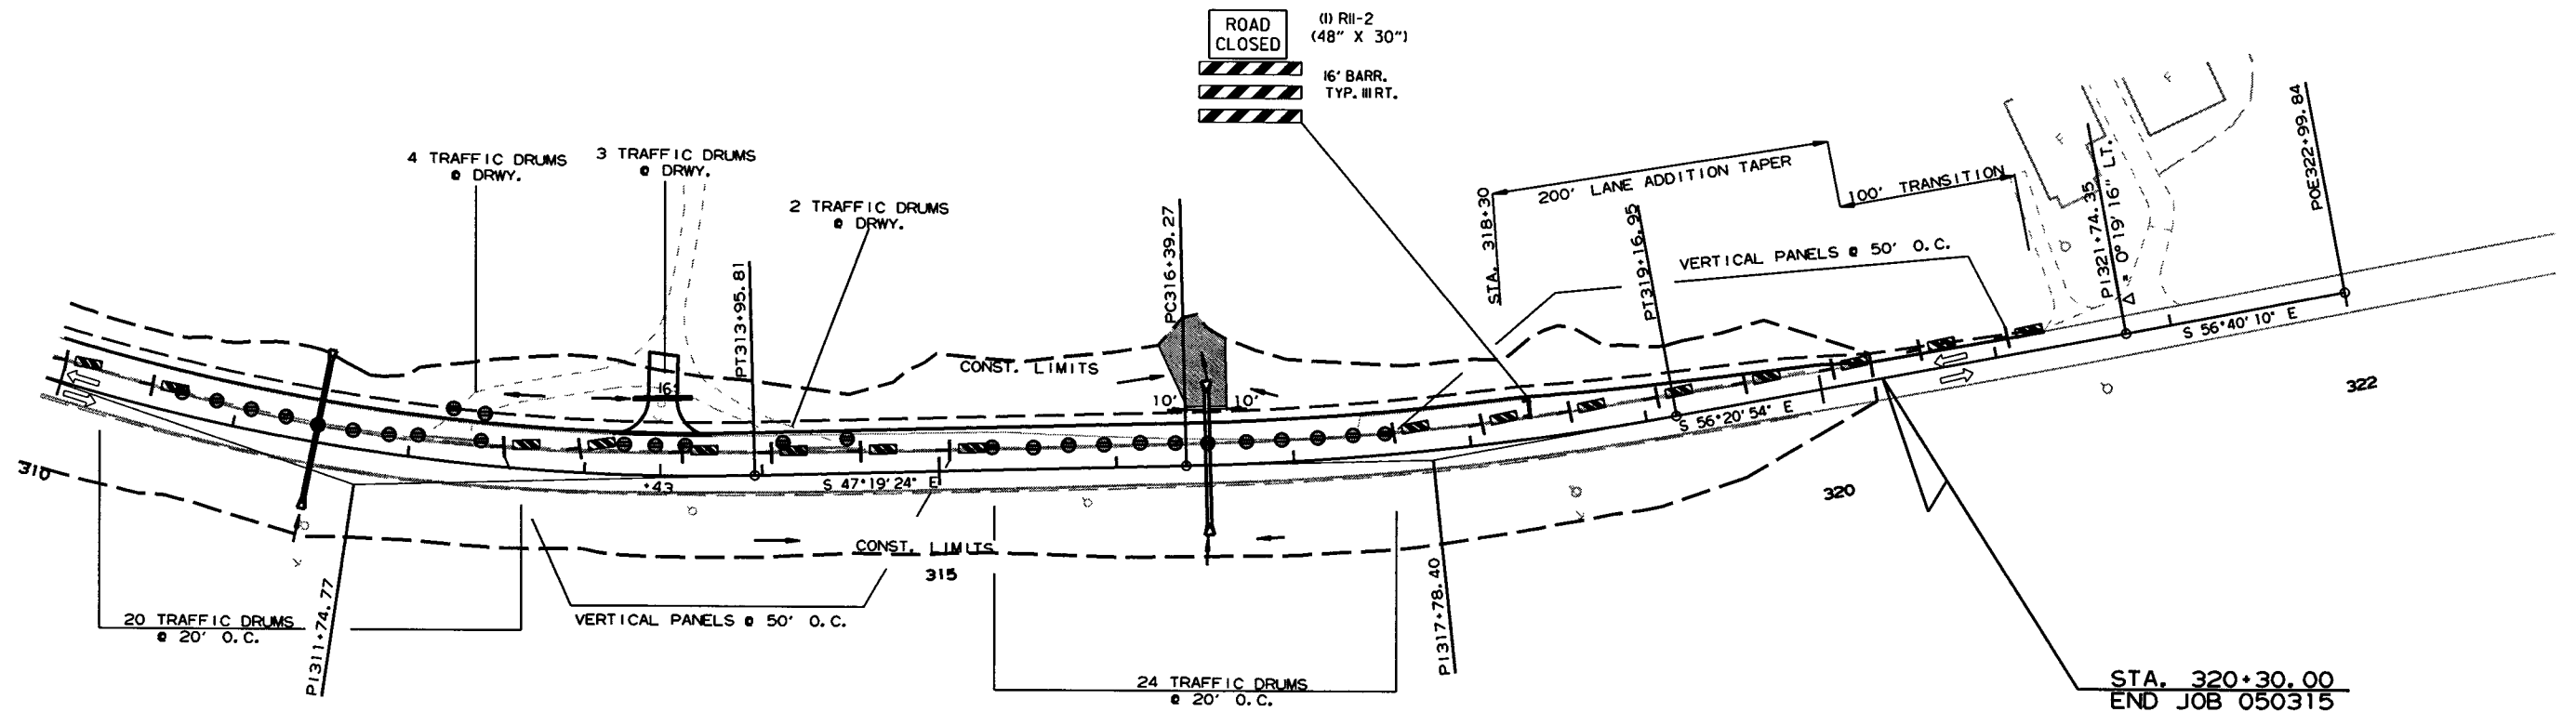 ROAD
CLOSED
(1) R11-2
(48" X 30")
16' BARR.
TYP. III RT.
4 TRAFFIC DRUMS
@ DRWY.
3 TRAFFIC DRUMS
@ DRWY.
2 TRAFFIC DRUMS
@ DRWY.
PT313+95.81
PC316+39.27
STA. 318+30
200' LANE ADDITION TAPER
100' TRANSITION
PT319+16.95
VERTICAL PANELS @ 50' O.C.
PI321+74.35
Δ = 0°19'16" LT.
POE322+99.84
F
F
CONST. LIMITS
16'
10'
10'
S 56°40'10" E
S 56°20'54" E
S 47°19'24" E
+43
310
315
320
322
CONST. LIMITS
PI311+74.77
PI317+78.40
20 TRAFFIC DRUMS
@ 20' O.C.
VERTICAL PANELS @ 50' O.C.
24 TRAFFIC DRUMS
@ 20' O.C.
STA. 320+30.00
END JOB 050315